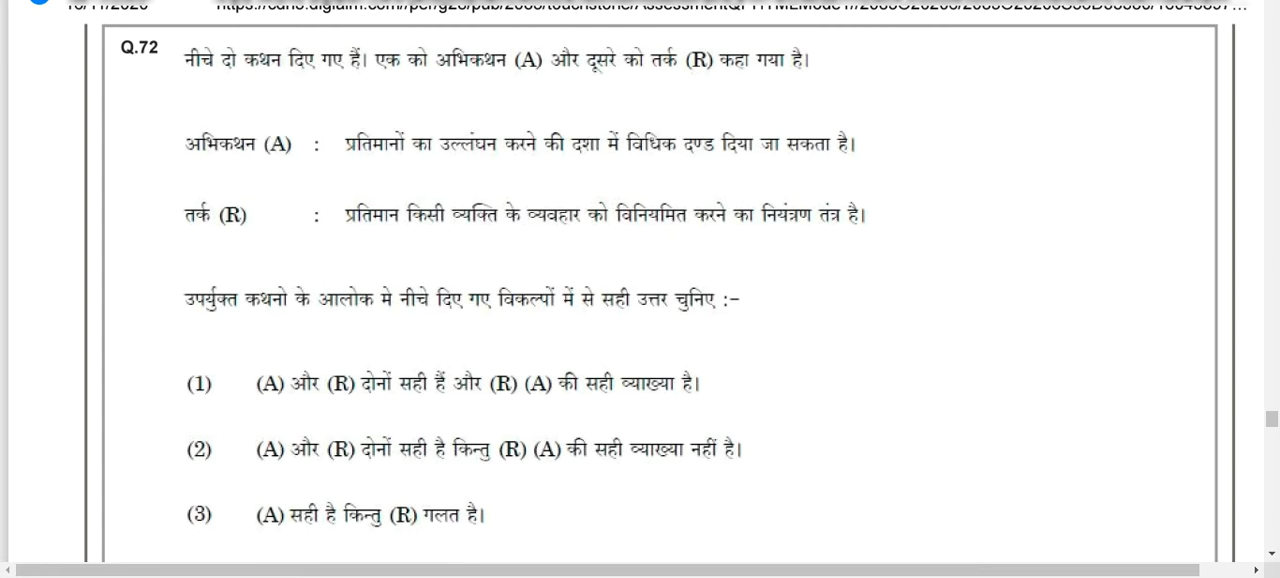 Q.72 नीचे दो कथन दिए गए हैं। एक को अभिकथन (A) और दूसरे को तर्क (R) कहा गया है।
अभिकथन (A) : प्रतिमानों का उल्लंघन करने की दशा में विधिक दण्ड दिया जा सकता है।
तर्क (R) : प्रतिमान किसी व्यक्ति के व्यवहार को विनियमित करने का नियंत्रण तंत्र है।
उपर्युक्त कथनो के आलोक मे नीचे दिए गए विकल्पों में से सही उत्तर चुनिए :-
(1) (A) और (R) दोनों सही हैं और (R) (A) की सही व्याख्या है।
(2) (A) और (R) दोनों सही है किन्तु (R) (A) की सही व्याख्या नहीं है।
(3) (A) सही है किन्तु (R) गलत है।